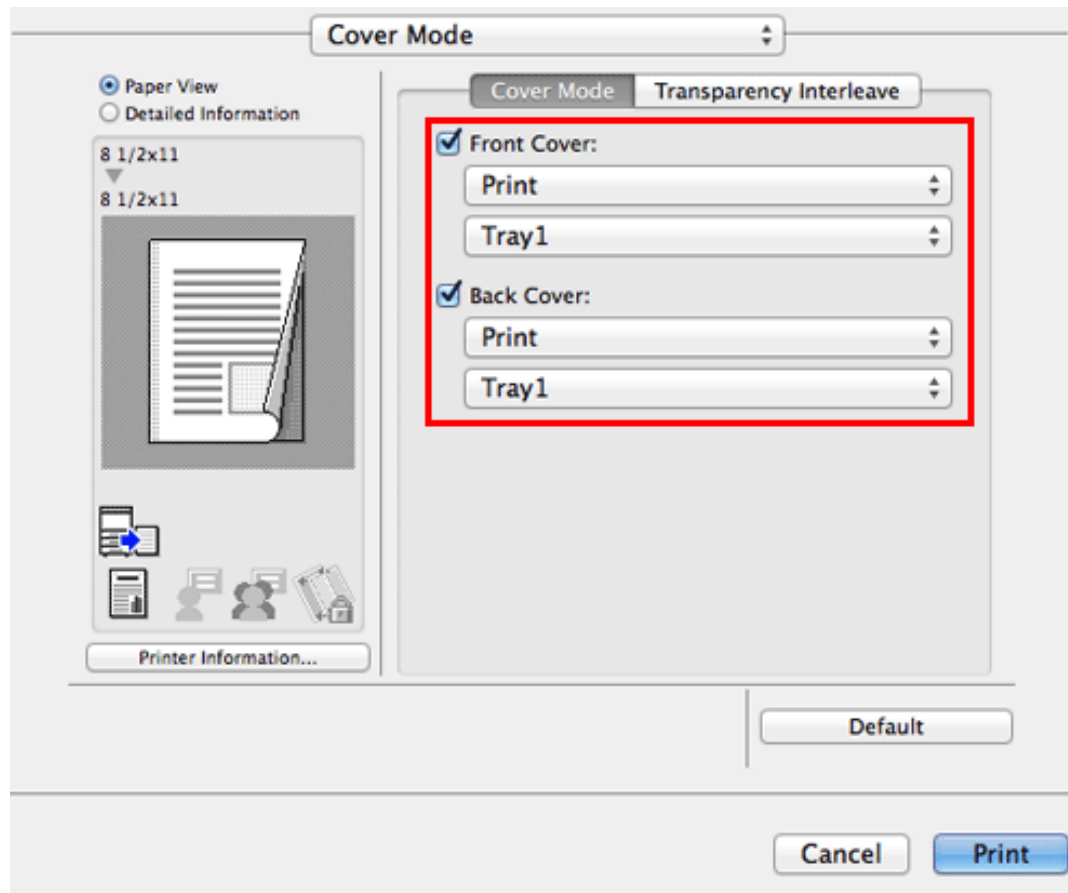 Cover Mode
Paper View
Detailed Information
8 1/2x11
8 1/2x11
Printer Information...
Cover Mode
Transparency Interleave
Front Cover:
Print
Tray1
Back Cover:
Print
Tray1
Default
Cancel
Print